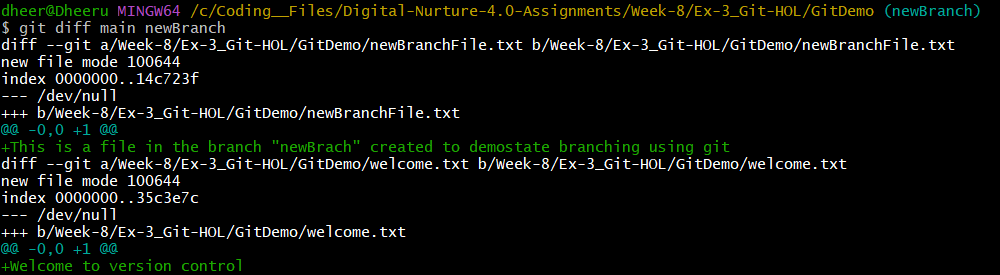 dheer@Dheeru MINGW64 /c/Coding__Files/Digital-Nurture-4.0-Assignments/Week-8/Ex-3_Git-HOL/GitDemo (newBranch)
$ git diff main newBranch
diff --git a/Week-8/Ex-3_Git-HOL/GitDemo/newBranchFile.txt b/Week-8/Ex-3_Git-HOL/GitDemo/newBranchFile.txt
new file mode 100644
index 0000000..14c723f
--- /dev/null
+++ b/Week-8/Ex-3_Git-HOL/GitDemo/newBranchFile.txt
@@ -0,0 +1 @@
+This is a file in the branch "newBrach" created to demostate branching using git
diff --git a/Week-8/Ex-3_Git-HOL/GitDemo/welcome.txt b/Week-8/Ex-3_Git-HOL/GitDemo/welcome.txt
new file mode 100644
index 0000000..35c3e7c
--- /dev/null
+++ b/Week-8/Ex-3_Git-HOL/GitDemo/welcome.txt
@@ -0,0 +1 @@
+Welcome to version control